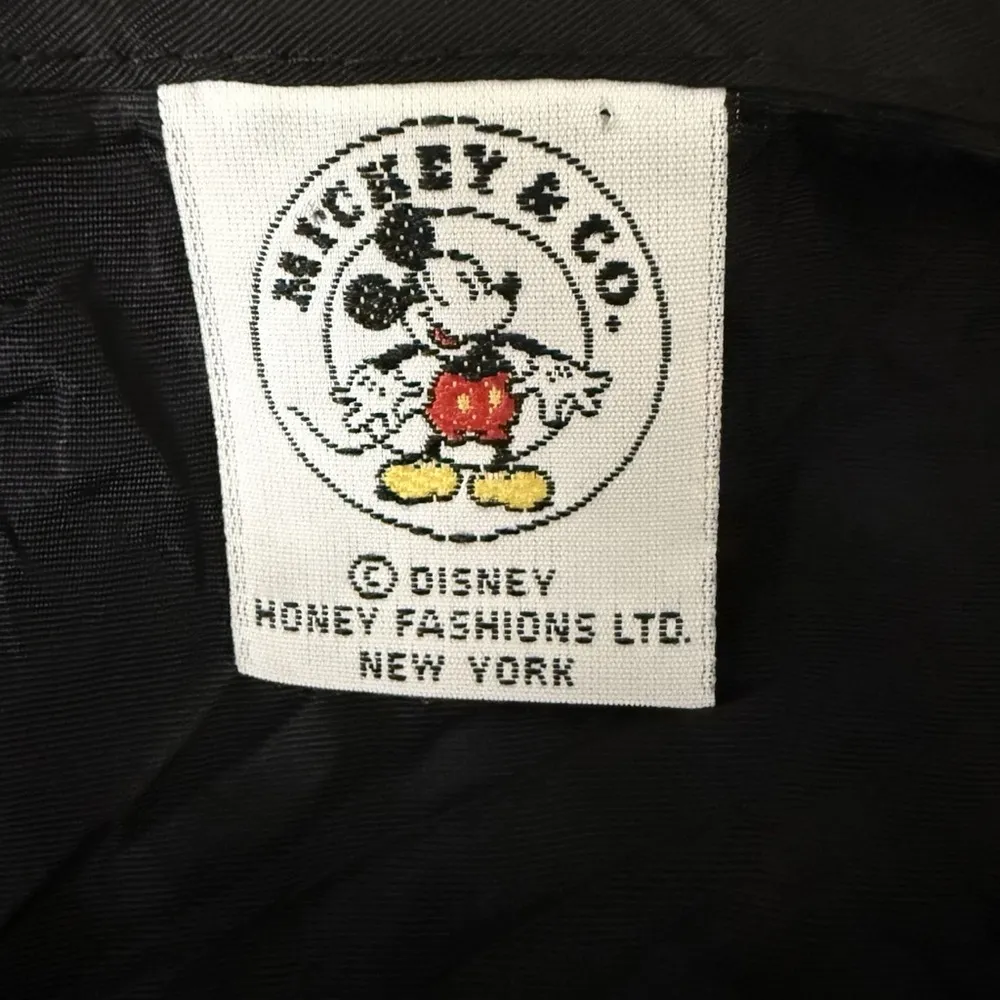 MICKEY & CO.
© DISNEY
HONEY FASHIONS LTD.
NEW YORK